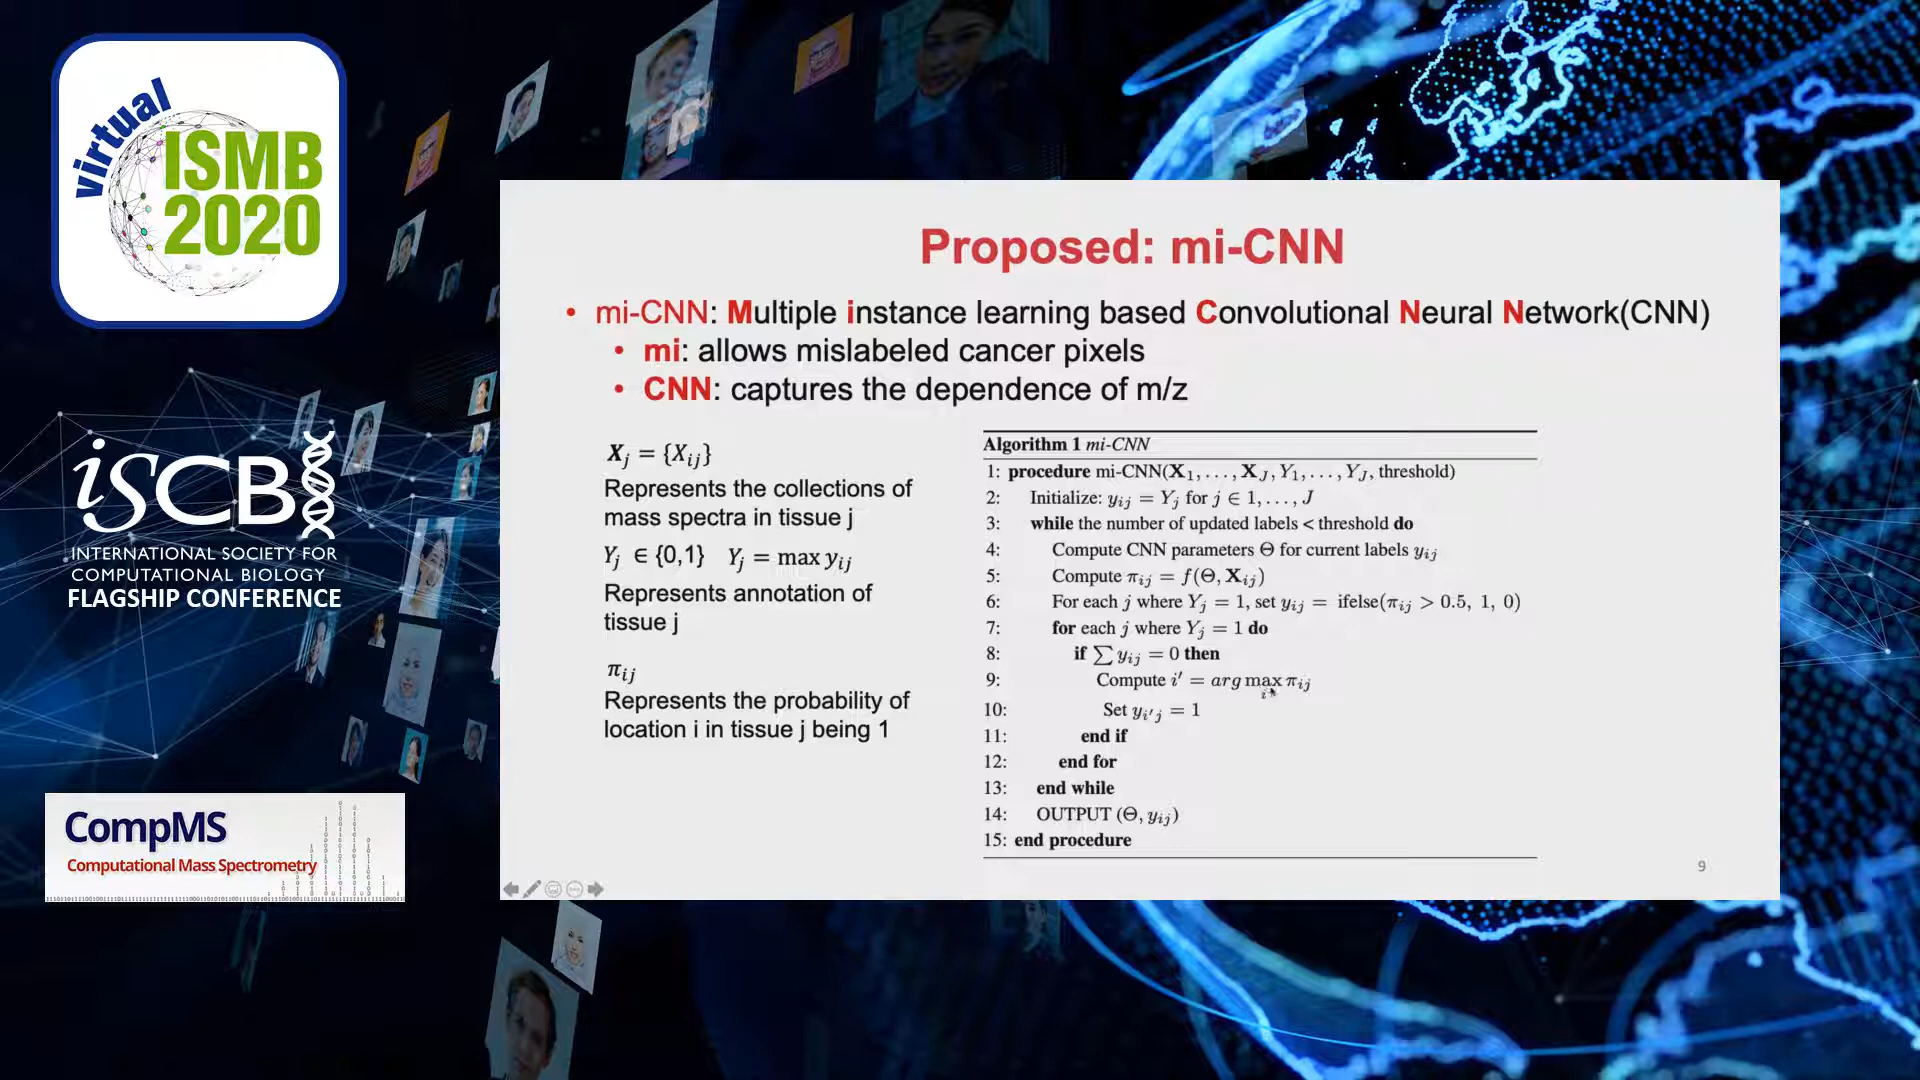 virtual
ISMB
2020
iSCB
INTERNATIONAL SOCIETY FOR
COMPUTATIONAL BIOLOGY
FLAGSHIP CONFERENCE
CompMS
Computational Mass Spectrometry
Proposed: mi-CNN
• mi-CNN: Multiple instance learning based Convolutional Neural Network(CNN)
• mi: allows mislabeled cancer pixels
• CNN: captures the dependence of m/z
X_j = {X_ij}
Represents the collections of
mass spectra in tissue j
Y_j ∈ {0,1} Y_j = max y_ij
Represents annotation of
tissue j
π_ij
Represents the probability of
location i in tissue j being 1
Algorithm 1 mi-CNN
1: procedure mi-CNN(X_1, . . . , X_J, Y_1, . . . , Y_J, threshold)
2: Initialize: y_ij = Y_j for j ∈ 1, . . . , J
3: while the number of updated labels < threshold do
4: Compute CNN parameters Θ for current labels y_ij
5: Compute π_ij = f(Θ, X_ij)
6: For each j where Y_j = 1, set y_ij = ifelse(π_ij > 0.5, 1, 0)
7: for each j where Y_j = 1 do
8: if ∑ y_ij = 0 then
9: Compute i′ = arg max_i π_ij
10: Set y_i′j = 1
11: end if
12: end for
13: end while
14: OUTPUT (Θ, y_ij)
15: end procedure
9